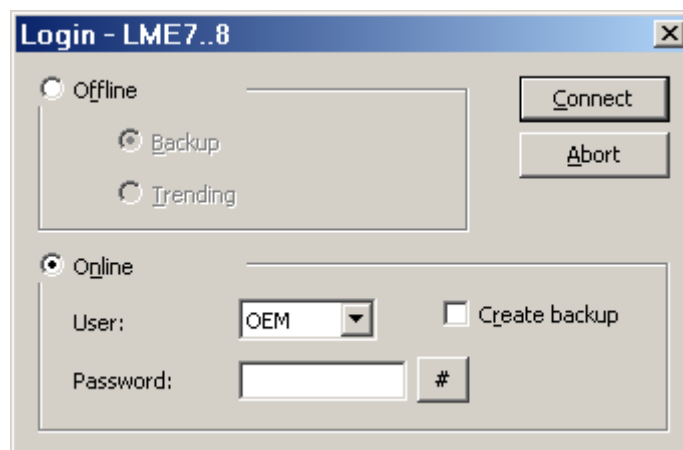 Login - LME7..8
Offline
Connect
Backup
Abort
Trending
Online
User: OEM Create backup
Password: #